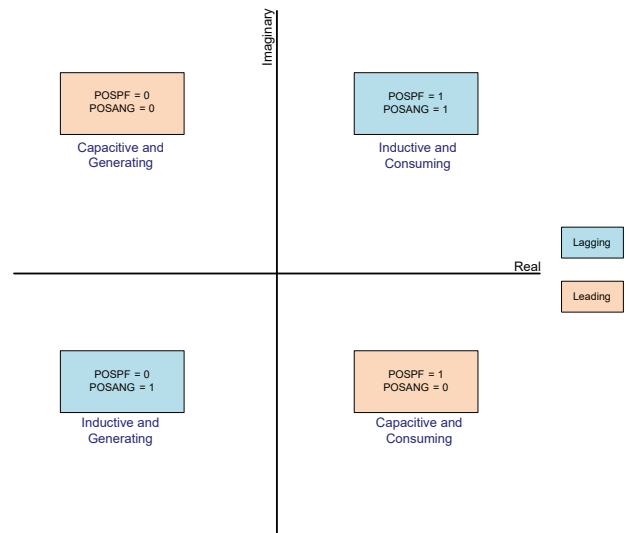 Imaginary
POSPF = 0
POSANG = 0
Capacitive and
Generating
POSPF = 1
POSANG = 1
Inductive and
Consuming
Lagging
Real
Leading
POSPF = 0
POSANG = 1
Inductive and
Generating
POSPF = 1
POSANG = 0
Capacitive and
Consuming